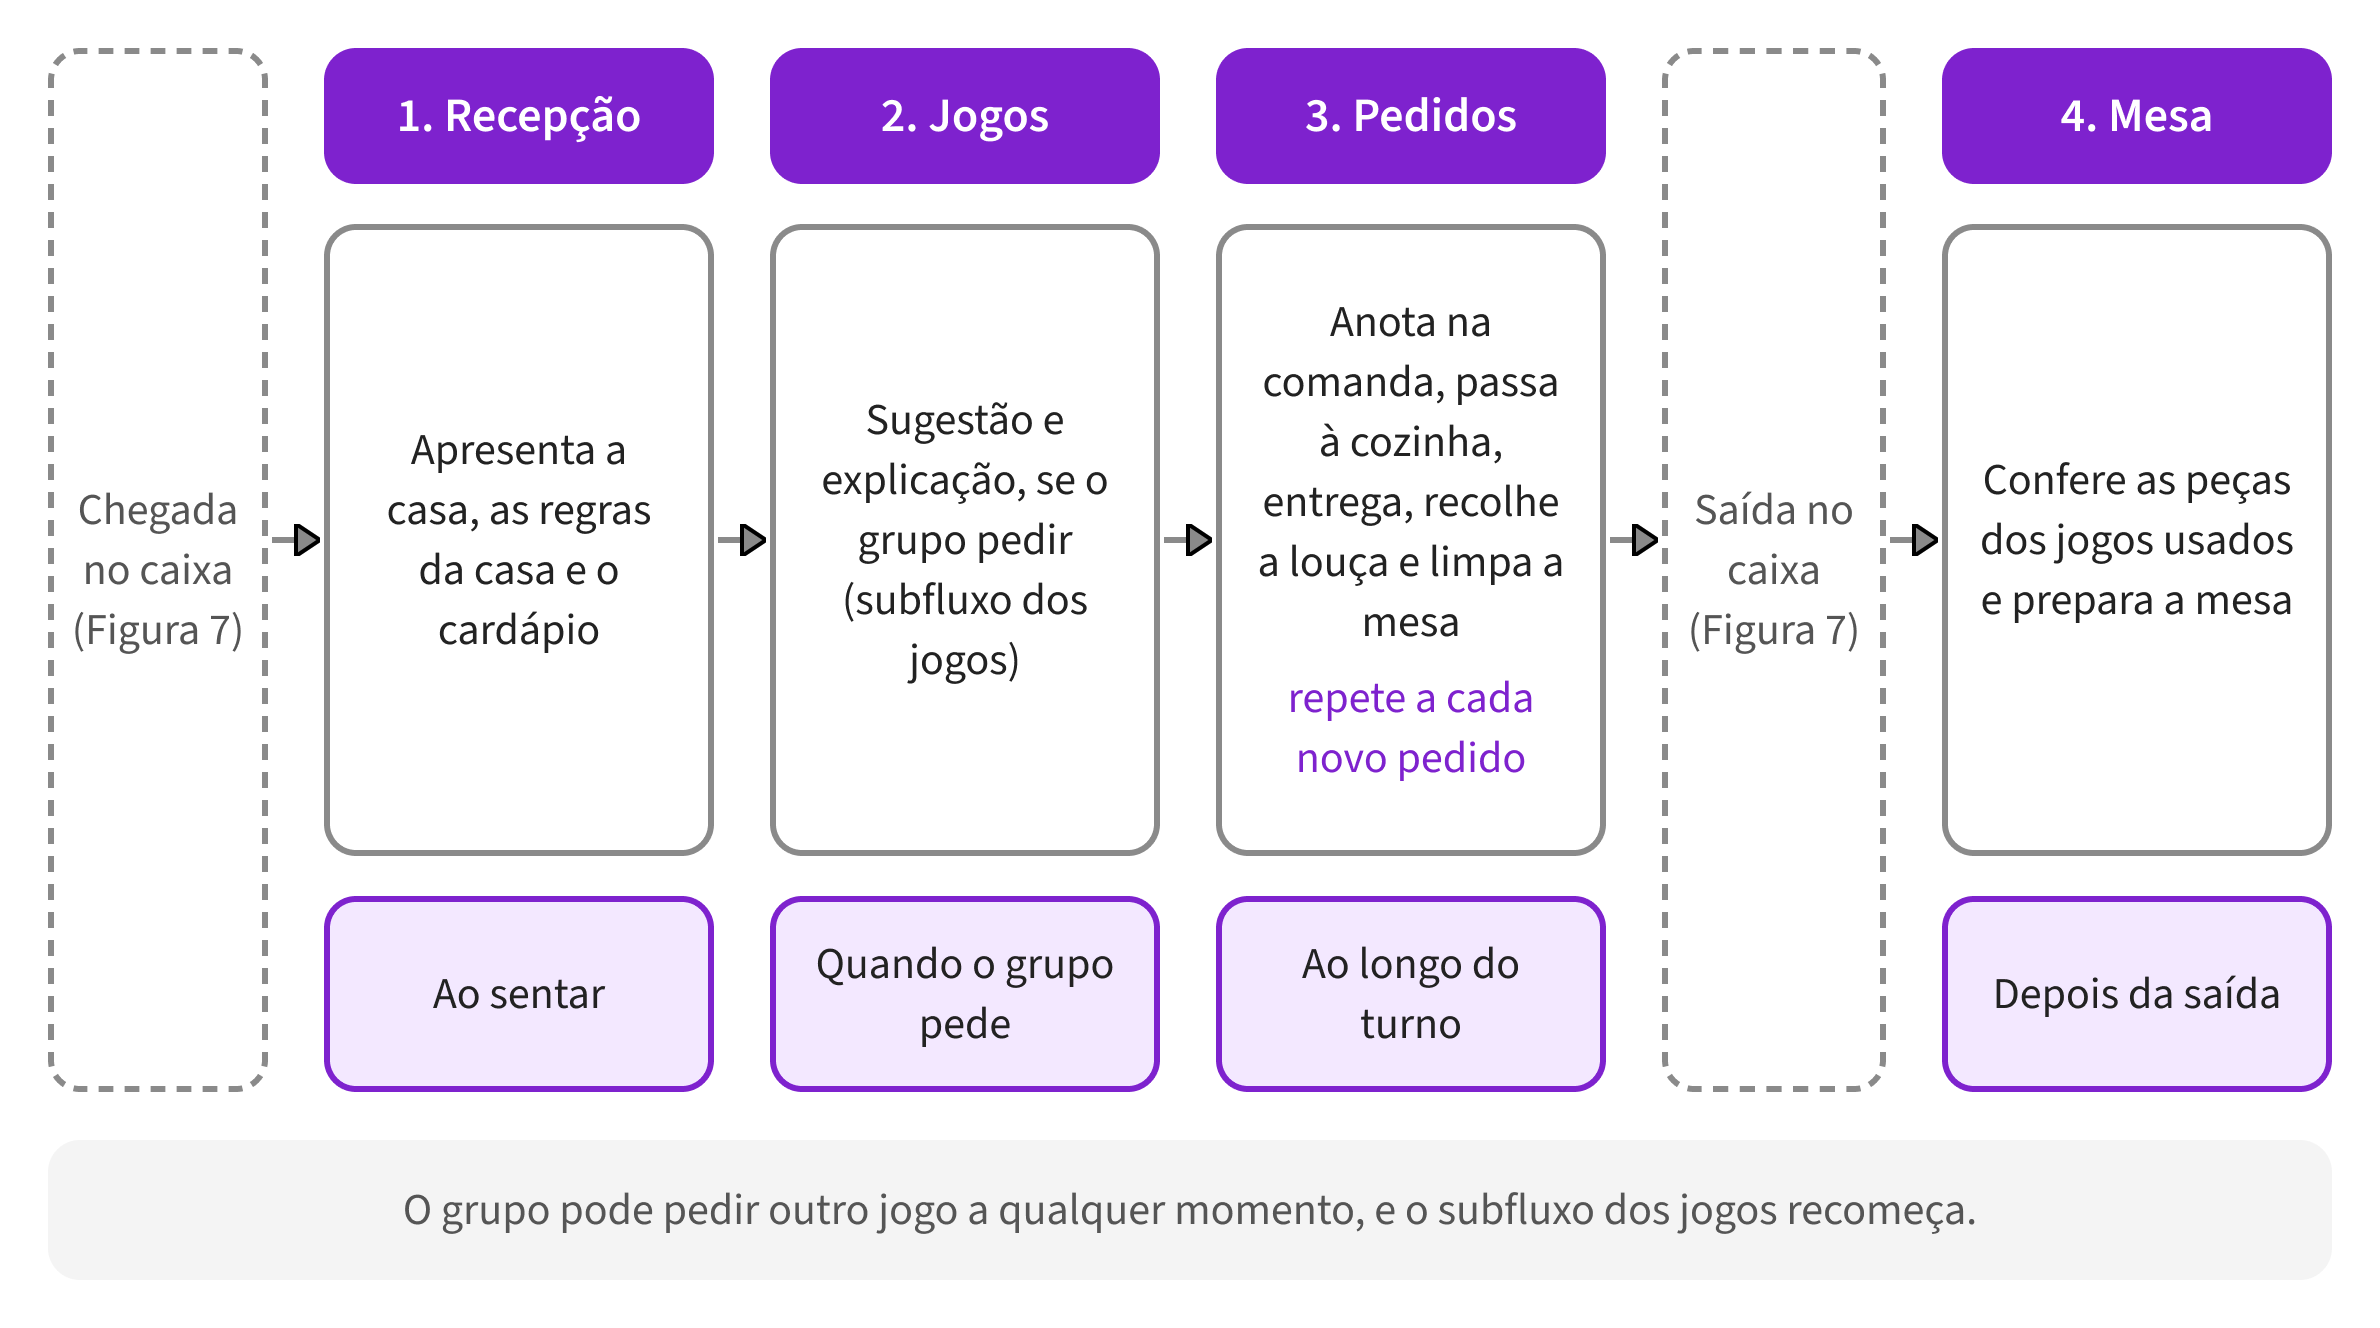 Chegada
no caixa
(Figura 7)
1. Recepção
Apresenta a
casa, as regras
da casa e o
cardápio
Ao sentar
2. Jogos
Sugestão e
explicação, se o
grupo pedir
(subfluxo dos
jogos)
Quando o grupo
pede
3. Pedidos
Anota na
comanda, passa
à cozinha,
entrega, recolhe
a louça e limpa a
mesa
repete a cada
novo pedido
Ao longo do
turno
Saída no
caixa
(Figura 7)
4. Mesa
Confere as peças
dos jogos usados
e prepara a mesa
Depois da saída
O grupo pode pedir outro jogo a qualquer momento, e o subfluxo dos jogos recomeça.